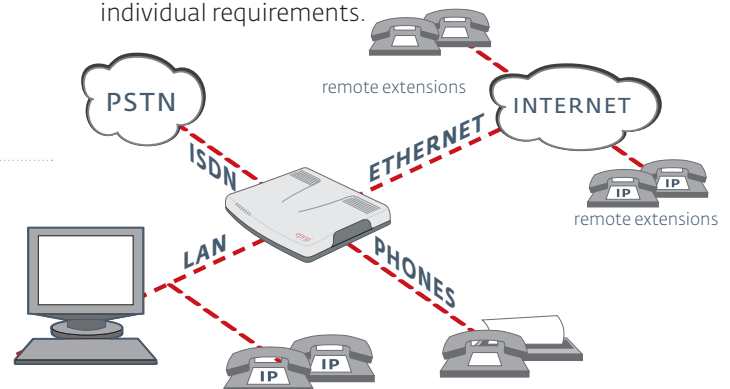 individual requirements.
remote extensions
PSTN
INTERNET
ISDN
ETHERNET
IP
IP
remote extensions
LAN
PHONES
IP
IP